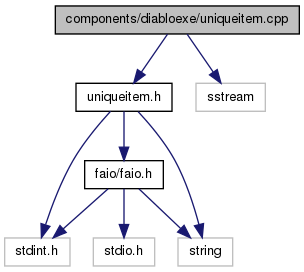 components/diabloexe/uniqueitem.cpp
uniqueitem.h
sstream
faio/faio.h
stdint.h
stdio.h
string